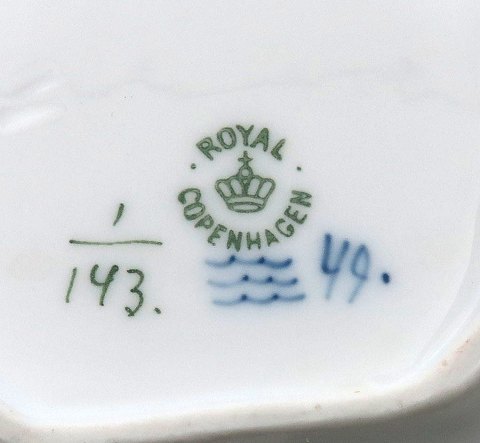 · ROYAL ·
COPENHAGEN
1
143.
49.